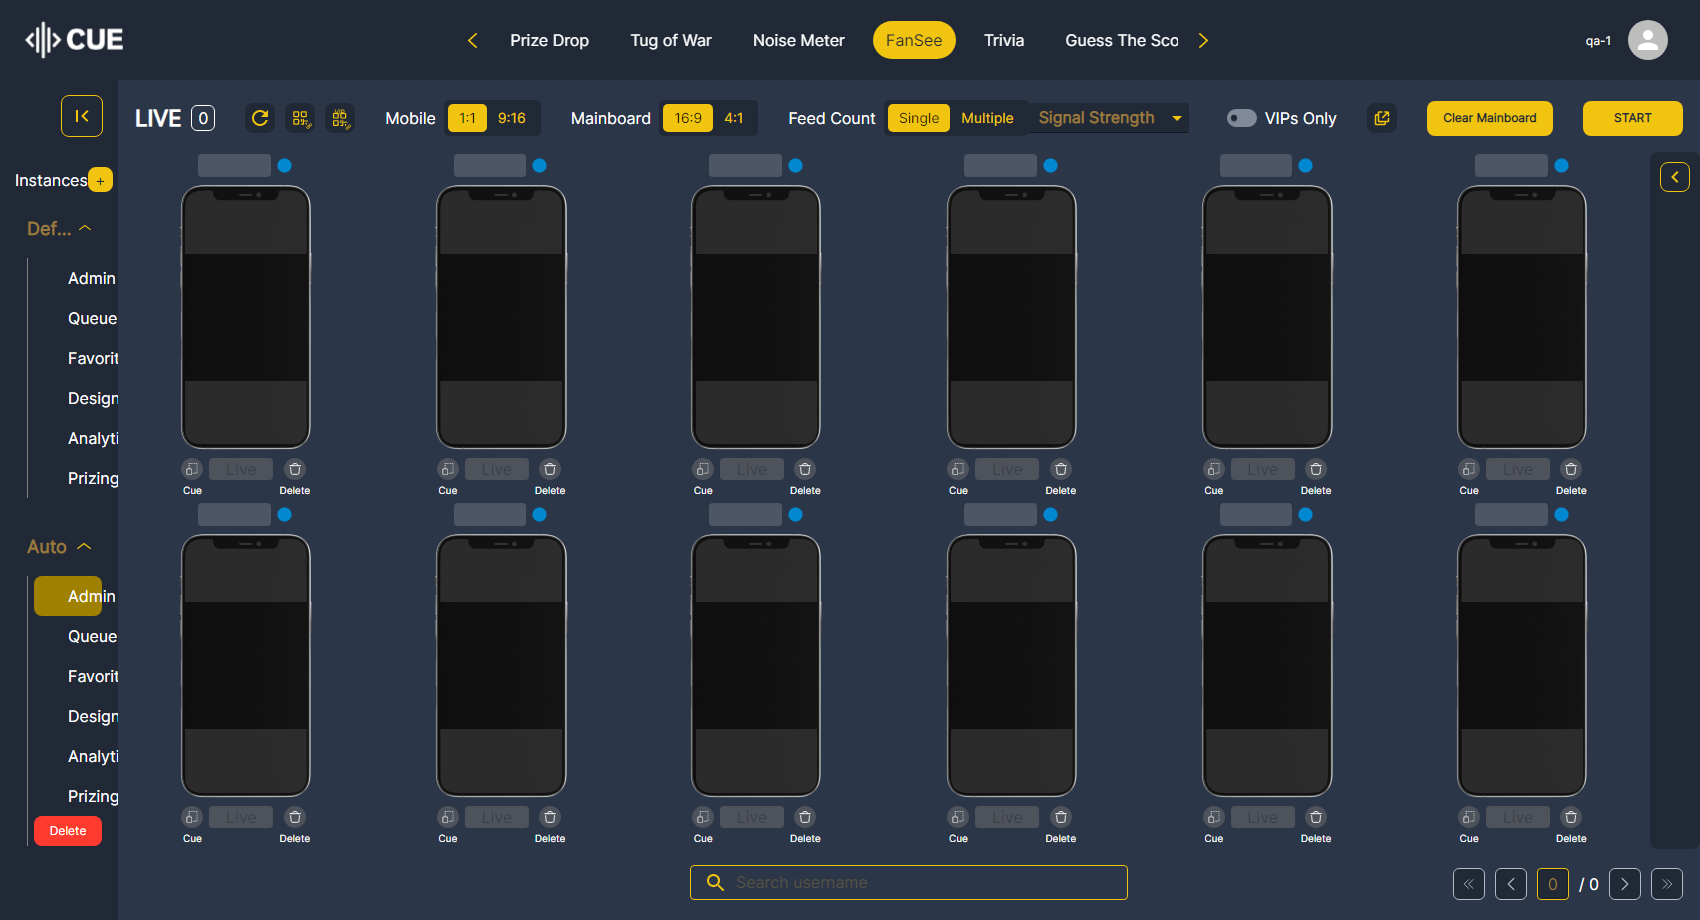 CUE
Prize Drop
Tug of War
Noise Meter
FanSee
Trivia
Guess The Sco
qa-1
LIVE 0
Mobile 1:1 9:16
Mainboard 16:9 4:1
Feed Count Single Multiple
Signal Strength
VIPs Only
Clear Mainboard
START
Instances +
Def...
Admin
Queue
Favorit
Design
Analyti
Prizing
Auto
Admin
Queue
Favorit
Design
Analyti
Prizing
Delete
Live Live Live Live Live Live
Cue Delete Cue Delete Cue Delete Cue Delete Cue Delete Cue Delete
Live Live Live Live Live Live
Cue Delete Cue Delete Cue Delete Cue Delete Cue Delete Cue Delete
Search username
0 / 0